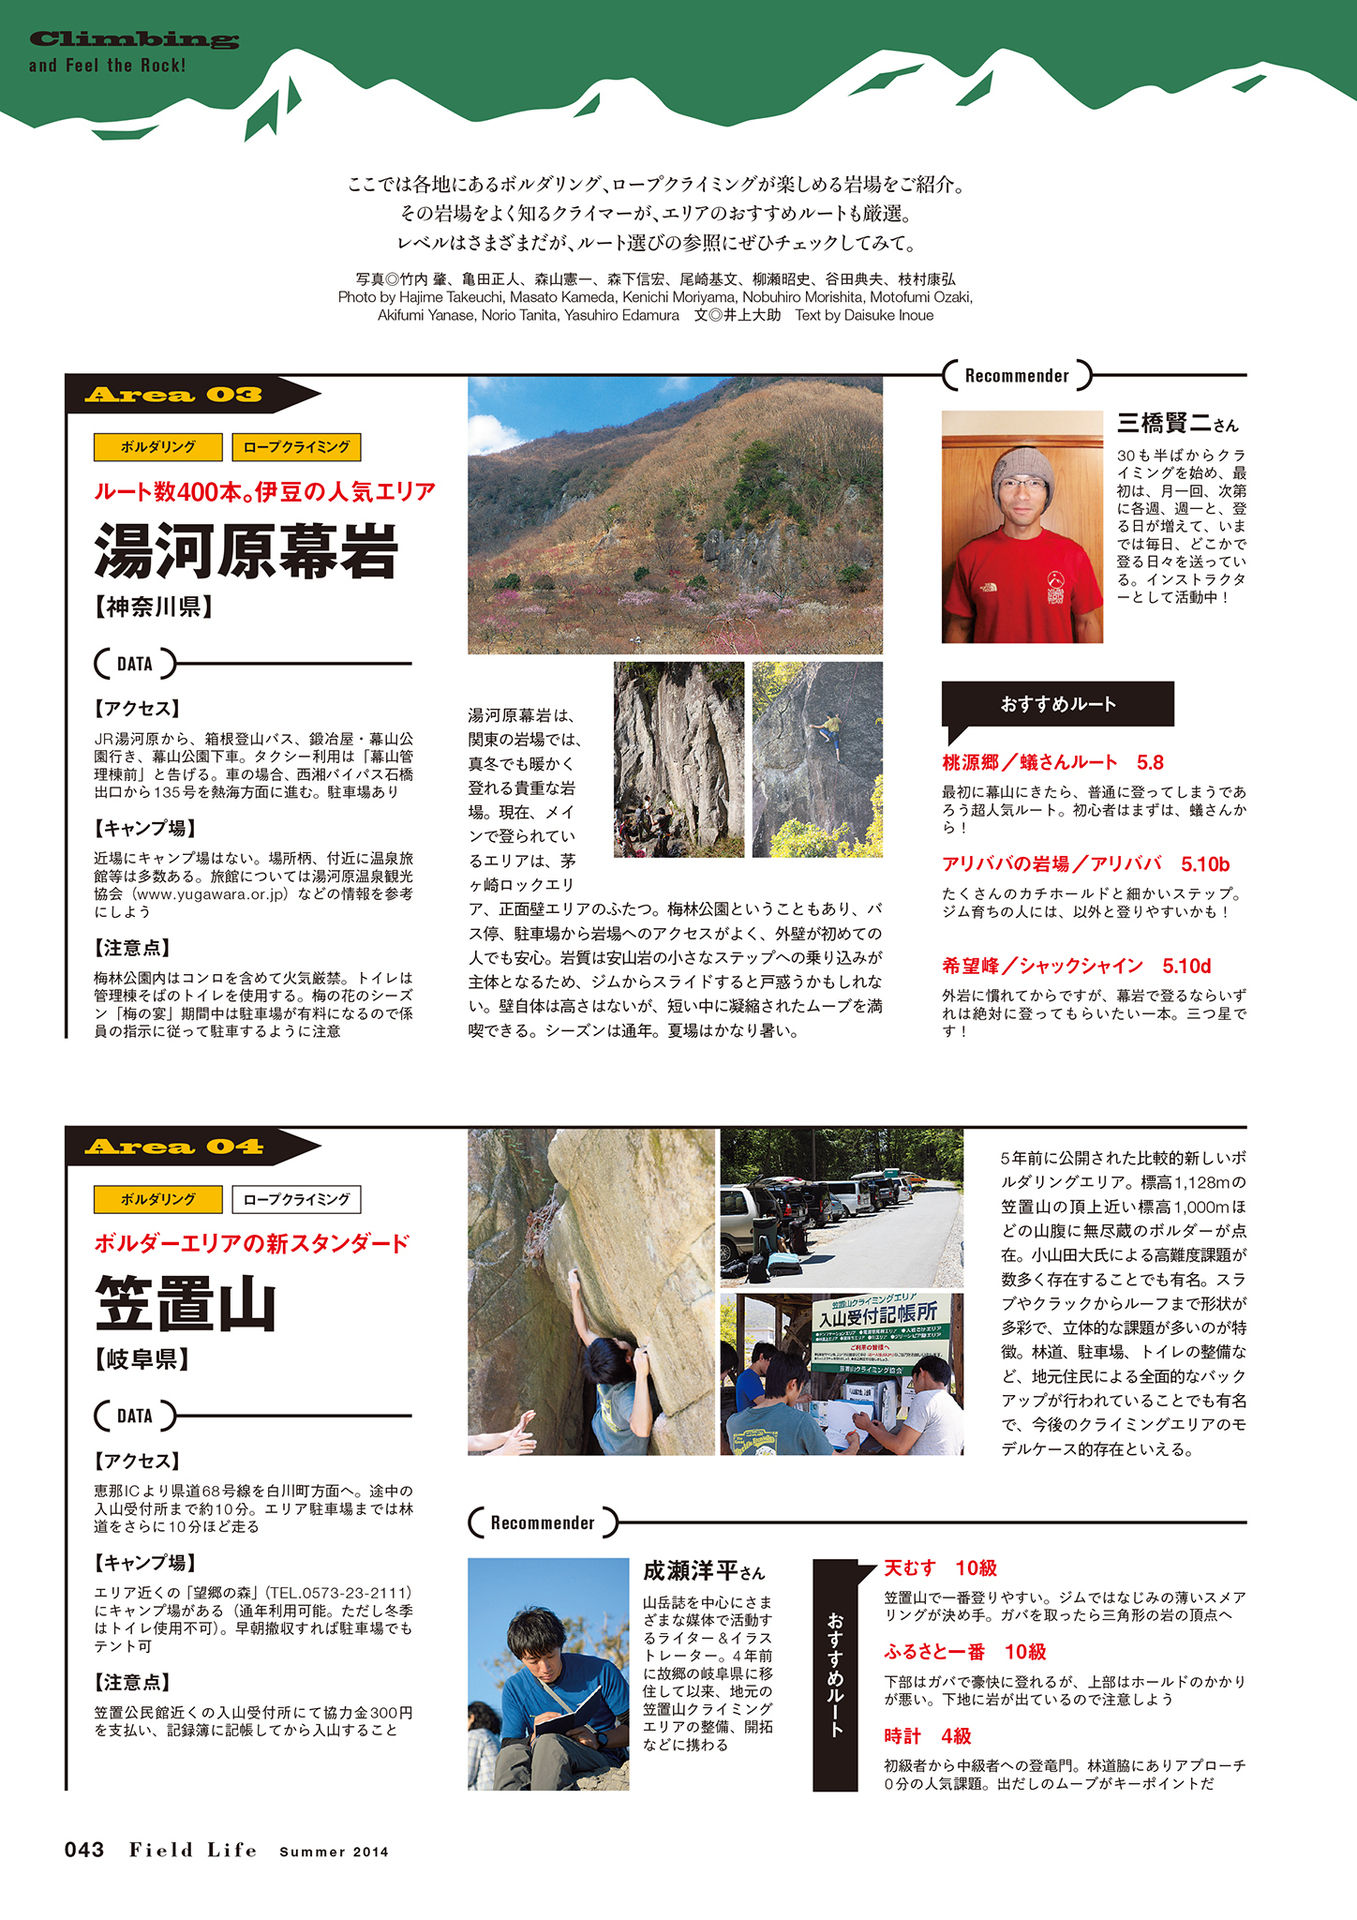 Climbing
and Feel the Rock!
ここでは各地にあるボルダリング、ロープクライミングが楽しめる岩場をご紹介。
その岩場をよく知るクライマーが、エリアのおすすめルートも厳選。
レベルはさまざまだが、ルート選びの参照にぜひチェックしてみて。
写真◎竹内 肇、亀田正人、森山憲一、森下信宏、尾崎基文、柳瀬昭史、谷田典夫、枝村康弘
Photo by Hajime Takeuchi, Masato Kameda, Kenichi Moriyama, Nobuhiro Morishita, Motofumi Ozaki,
Akifumi Yanase, Norio Tanita, Yasuhiro Edamura　文◎井上大助　Text by Daisuke Inoue
Area 03
ボルダリング
ロープクライミング
ルート数400本。伊豆の人気エリア
湯河原幕岩
【神奈川県】
DATA
【アクセス】
JR湯河原から、箱根登山バス、鍛冶屋・幕山公
園行き、幕山公園下車。タクシー利用は「幕山管
理棟前」と告げる。車の場合、西湘バイパス石橋
出口から135号を熱海方面に進む。駐車場あり
【キャンプ場】
近場にキャンプ場はない。場所柄、付近に温泉旅
館等は多数ある。旅館については湯河原温泉観光
協会（www.yugawara.or.jp）などの情報を参考
にしよう
【注意点】
梅林公園内はコンロを含めて火気厳禁。トイレは
管理棟そばのトイレを使用する。梅の花のシーズ
ン「梅の宴」期間中は駐車場が有料になるので係
員の指示に従って駐車するように注意
湯河原幕岩は、
関東の岩場では、
真冬でも暖かく
登れる貴重な岩
場。現在、メイ
ンで登られてい
るエリアは、茅
ヶ崎ロックエリ
ア、正面壁エリアのふたつ。梅林公園ということもあり、バ
ス停、駐車場から岩場へのアクセスがよく、外壁が初めての
人でも安心。岩質は安山岩の小さなステップへの乗り込みが
主体となるため、ジムからスライドすると戸惑うかもしれな
い。壁自体は高さはないが、短い中に凝縮されたムーブを満
喫できる。シーズンは通年。夏場はかなり暑い。
Recommender
三橋賢二さん
30も半ばからクラ
イミングを始め、最
初は、月一回、次第
に各週、週一と、登
る日が増えて、いま
では毎日、どこかで
登る日々を送ってい
る。インストラクタ
ーとして活動中！
おすすめルート
桃源郷／蟻さんルート　5.8
最初に幕山にきたら、普通に登ってしまうであ
ろう超人気ルート。初心者はまずは、蟻さんか
ら！
アリババの岩場／アリババ　5.10b
たくさんのカチホールドと細かいステップ。
ジム育ちの人には、以外と登りやすいかも！
希望峰／シャックシャイン　5.10d
外岩に慣れてからですが、幕岩で登るならいず
れは絶対に登ってもらいたい一本。三つ星で
す！
Area 04
ボルダリング
ロープクライミング
ボルダーエリアの新スタンダード
笠置山
【岐阜県】
DATA
【アクセス】
恵那ICより県道68号線を白川町方面へ。途中の
入山受付所まで約10分。エリア駐車場までは林
道をさらに10分ほど走る
【キャンプ場】
エリア近くの「望郷の森」（TEL.0573-23-2111）
にキャンプ場がある（通年利用可能。ただし冬季
はトイレ使用不可）。早朝撤収すれば駐車場でも
テント可
【注意点】
笠置公民館近くの入山受付所にて協力金300円
を支払い、記録簿に記帳してから入山すること
笠置山クライミングエリア
入山受付記帳所
ご利用の皆様へ
笠置山クライミング協会
5年前に公開された比較的新しいボ
ルダリングエリア。標高1,128mの
笠置山の頂上近い標高1,000mほ
どの山腹に無尽蔵のボルダーが点
在。小山田大氏による高難度課題が
数多く存在することでも有名。スラ
ブやクラックからルーフまで形状が
多彩で、立体的な課題が多いのが特
徴。林道、駐車場、トイレの整備な
ど、地元住民による全面的なバック
アップが行われていることでも有名
で、今後のクライミングエリアのモ
デルケース的存在といえる。
Recommender
成瀬洋平さん
山岳誌を中心にさま
ざまな媒体で活動す
るライター＆イラス
トレーター。4年前
に故郷の岐阜県に移
住して以来、地元の
笠置山クライミング
エリアの整備、開拓
などに携わる
おすすめルート
天むす　10級
笠置山で一番登りやすい。ジムではなじみの薄いスメア
リングが決め手。ガバを取ったら三角形の岩の頂点へ
ふるさと一番　10級
下部はガバで豪快に登れるが、上部はホールドのかかり
が悪い。下地に岩が出ているので注意しよう
時計　4級
初級者から中級者への登竜門。林道脇にありアプローチ
0分の人気課題。出だしのムーブがキーポイントだ
043　Field Life　Summer 2014